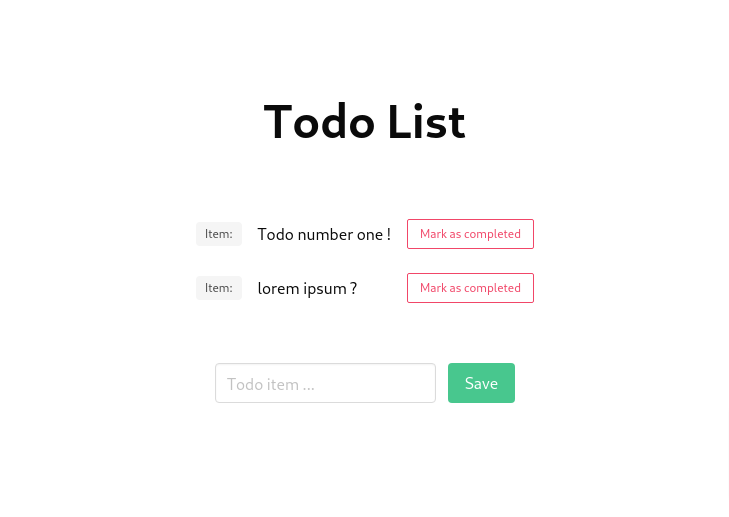 Todo List
Item: Todo number one ! Mark as completed
Item: lorem ipsum ? Mark as completed
Todo item ... Save